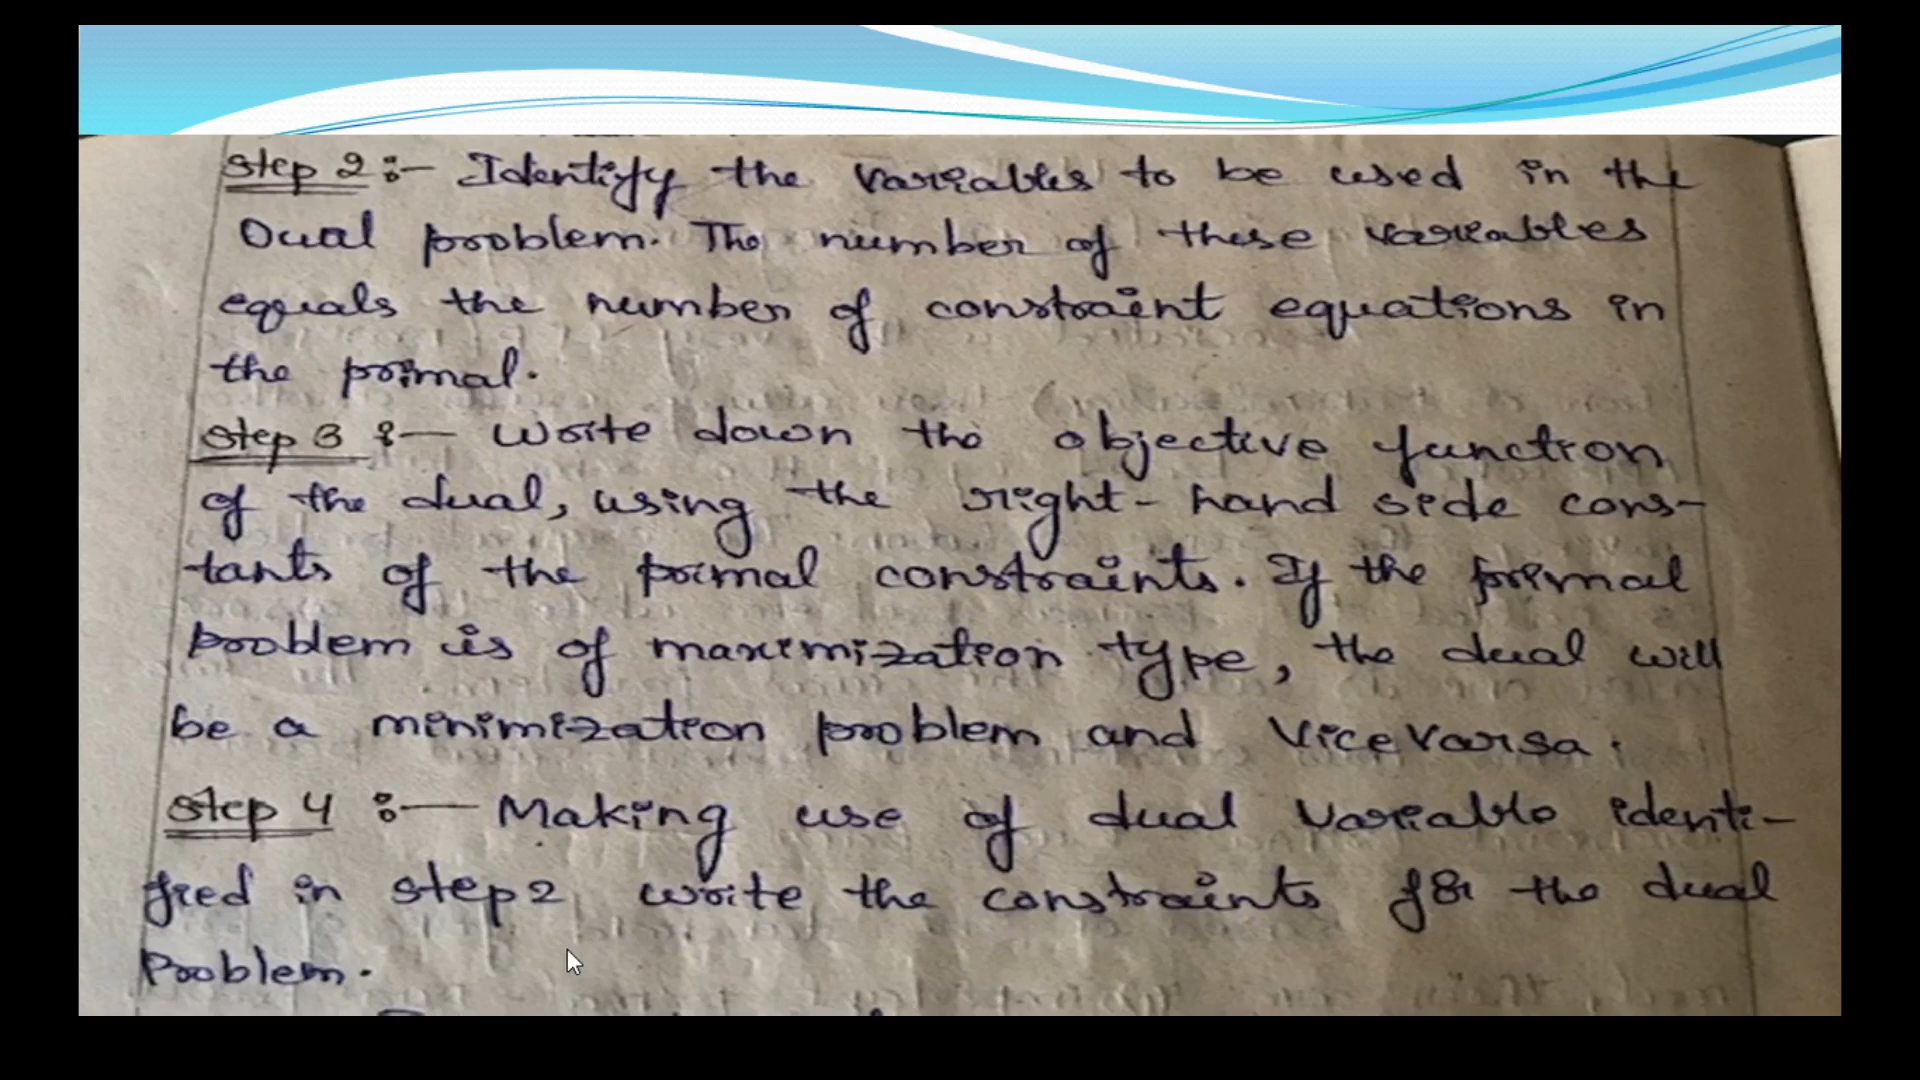 Step 2 :- Identify the variables to be used in the
Dual problem. The number of these variables
equals the number of constraint equations in
the primal.
Step 3 :- Write down the objective function
of the dual, using the right-hand side cons-
tants of the primal constraints. If the primal
problem is of maximization type, the dual will
be a minimization problem and vicevarsa.
Step 4 :- Making use of dual variable identi-
fied in step 2 write the constraints for the dual
Problem.